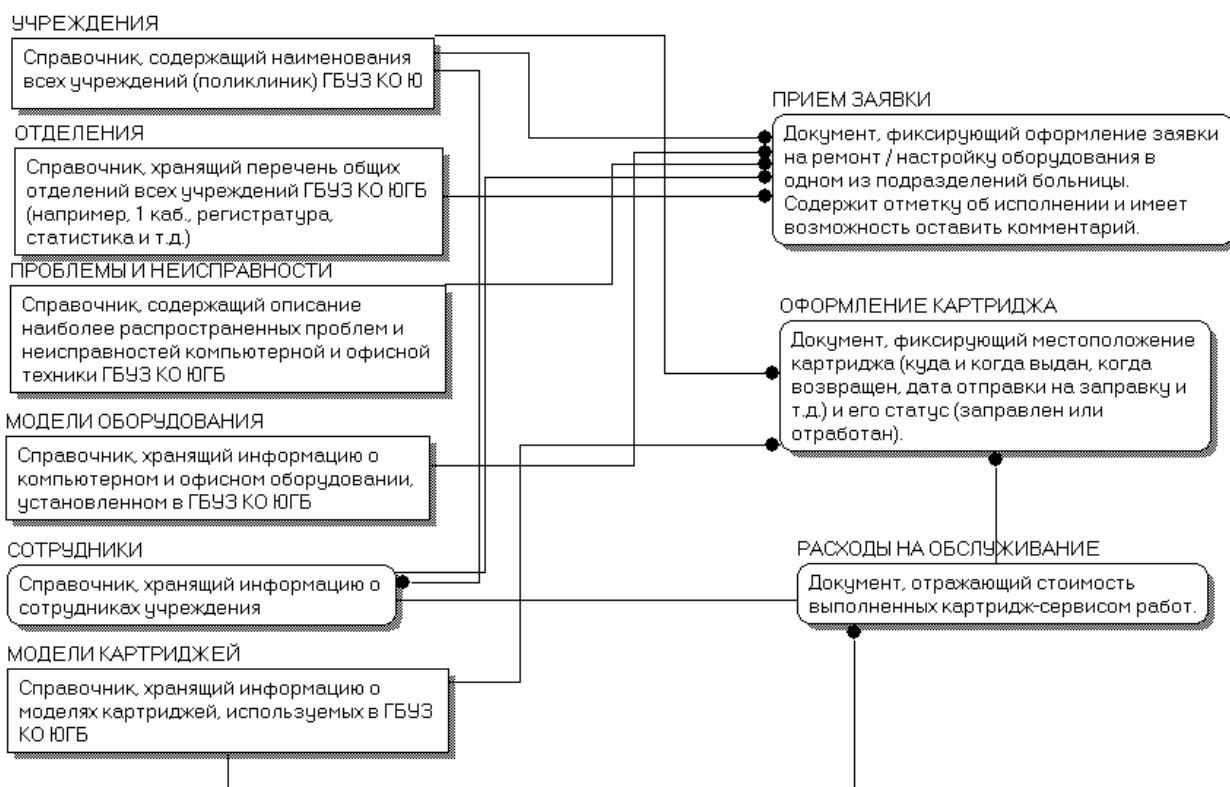 УЧРЕЖДЕНИЯ
Справочник, содержащий наименования
всех учреждений (поликлиник) ГБУЗ КО Ю
ОТДЕЛЕНИЯ
Справочник, хранящий перечень общих
отделений всех учреждений ГБУЗ КО ЮГБ
(например, 1 каб., регистратура,
статистика и т.д.)
ПРОБЛЕМЫ И НЕИСПРАВНОСТИ
Справочник, содержащий описание
наиболее распространенных проблем и
неисправностей компьютерной и офисной
техники ГБУЗ КО ЮГБ
МОДЕЛИ ОБОРУДОВАНИЯ
Справочник, хранящий информацию о
компьютерном и офисном оборудовании,
установленном в ГБУЗ КО ЮГБ
СОТРУДНИКИ
Справочник, хранящий информацию о
сотрудниках учреждения
МОДЕЛИ КАРТРИДЖЕЙ
Справочник, хранящий информацию о
моделях картриджей, используемых в ГБУЗ
КО ЮГБ
ПРИЕМ ЗАЯВКИ
Документ, фиксирующий оформление заявки
на ремонт / настройку оборудования в
одном из подразделений больницы.
Содержит отметку об исполнении и имеет
возможность оставить комментарий.
ОФОРМЛЕНИЕ КАРТРИДЖА
Документ, фиксирующий местоположение
картриджа (куда и когда выдан, когда
возвращен, дата отправки на заправку и
т.д.) и его статус (заправлен или
отработан).
РАСХОДЫ НА ОБСЛУЖИВАНИЕ
Документ, отражающий стоимость
выполненных картридж-сервисом работ.